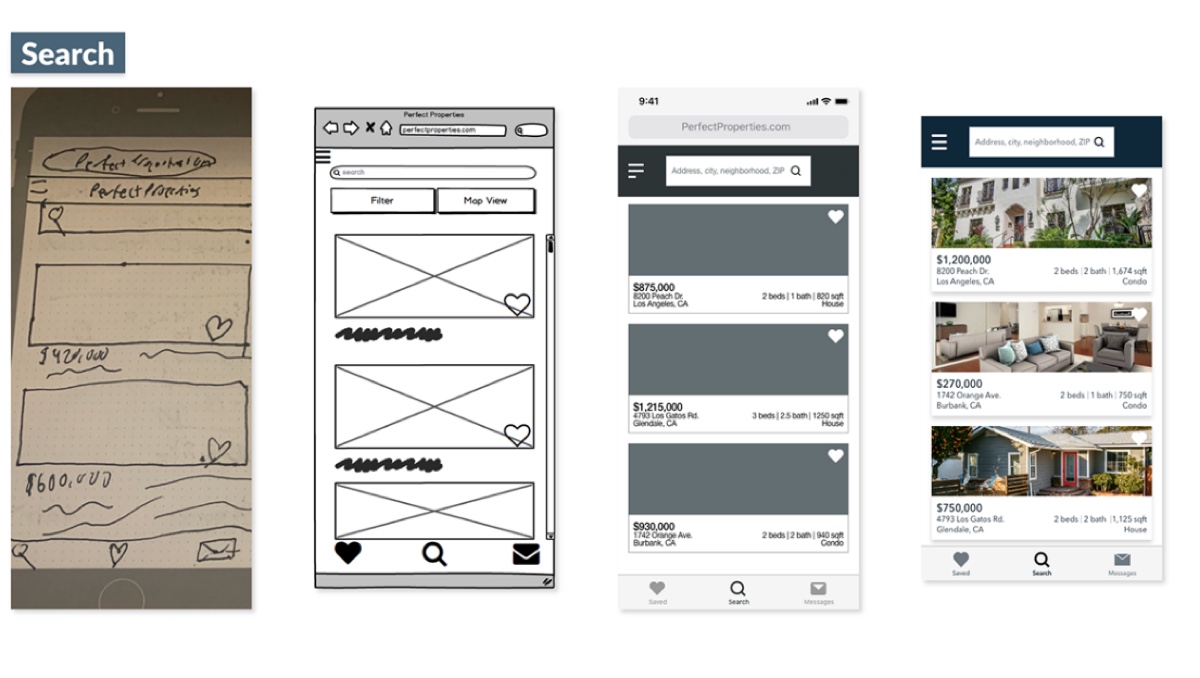 Search
Perfect Properties
$420,000
$600,000
Perfect Properties
perfectproperties.com
search
Filter
Map View
9:41
PerfectProperties.com
Address, city, neighborhood, ZIP
$875,000
8200 Peach Dr.
Los Angeles, CA
2 beds | 1 bath | 820 sqft
House
$1,215,000
4793 Los Gatos Rd.
Glendale, CA
3 beds | 2.5 bath | 1250 sqft
House
$930,000
1742 Orange Ave.
Burbank, CA
2 beds | 2 bath | 940 sqft
Condo
Saved
Search
Messages
Address, city, neighborhood, ZIP
$1,200,000
8200 Peach Dr.
Los Angeles, CA
2 beds | 2 bath | 1,674 sqft
Condo
$270,000
1742 Orange Ave.
Burbank, CA
2 beds | 1 bath | 750 sqft
Condo
$750,000
4793 Los Gatos Rd.
Glendale, CA
2 beds | 2 bath | 1,125 sqft
House
Saved
Search
Messages